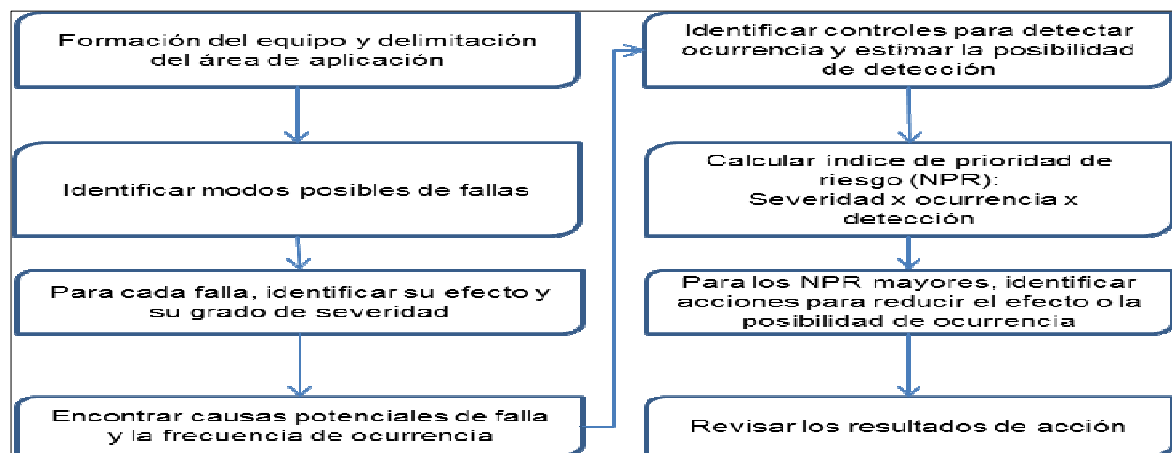 Formación del equipo y delimitación
del área de aplicación
Identificar modos posibles de fallas
Para cada falla, identificar su efecto y
su grado de severidad
Encontrar causas potenciales de falla
y la frecuencia de ocurrencia
Identificar controles para detectar
ocurrencia y estimar la posibilidad
de detección
Calcular índice de prioridad de
riesgo (NPR):
Severidad x ocurrencia x
detección
Para los NPR mayores, identificar
acciones para reducir el efecto o la
posibilidad de ocurrencia
Revisar los resultados de acción